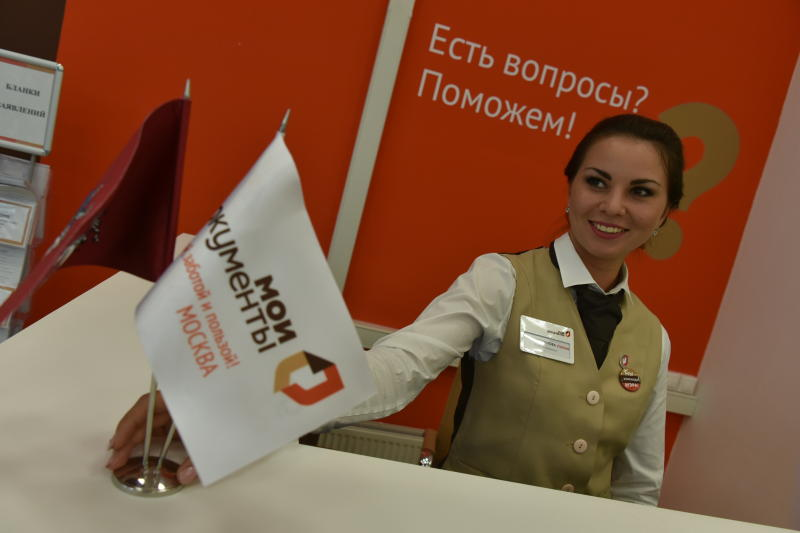 БЛАНКИ
ЗАЯВЛЕНИЙ
Есть вопросы?
Поможем!
мои
документы
заботой и пользой!
МОСКВА